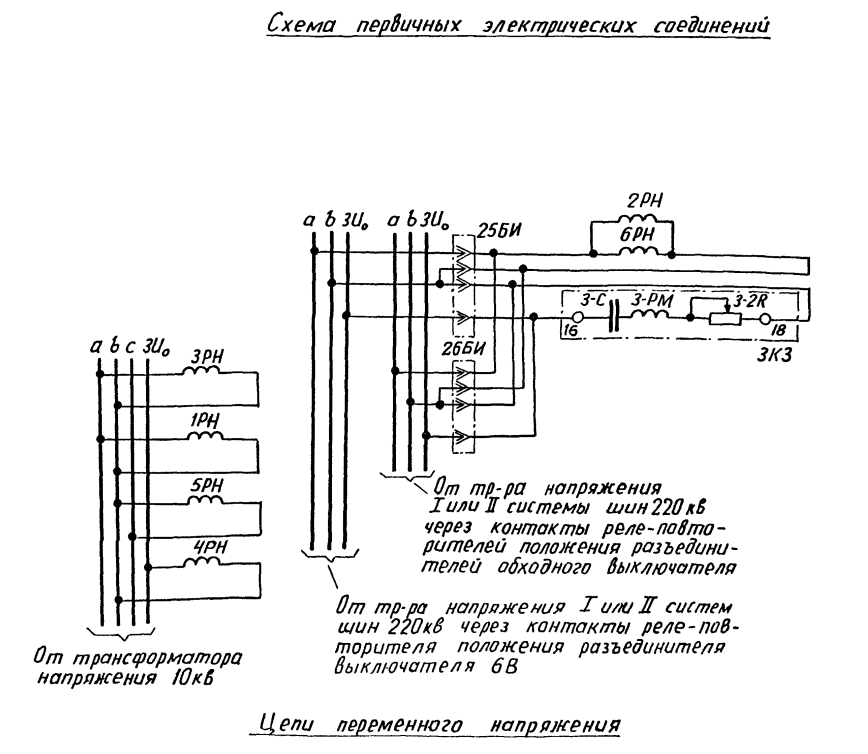 Схема первичных электрических соединений
2РН
6РН
a b 3U₀
a b 3U₀
25БИ
3-C 3-РМ 3-2R
16 18
3КЗ
26БИ
a b c 3U₀
3РН
1РН
5РН
4РН
От тр-ра напряжения
I или II системы шин 220 кв
через контакты реле-повто-
рителей положения разъедини-
телей обходного выключателя
От тр-ра напряжения I или II систем
шин 220кв через контакты реле-пов-
торителя положения разъединителя
выключателя 6В
От трансформатора
напряжения 10кв
Цепи переменного напряжения